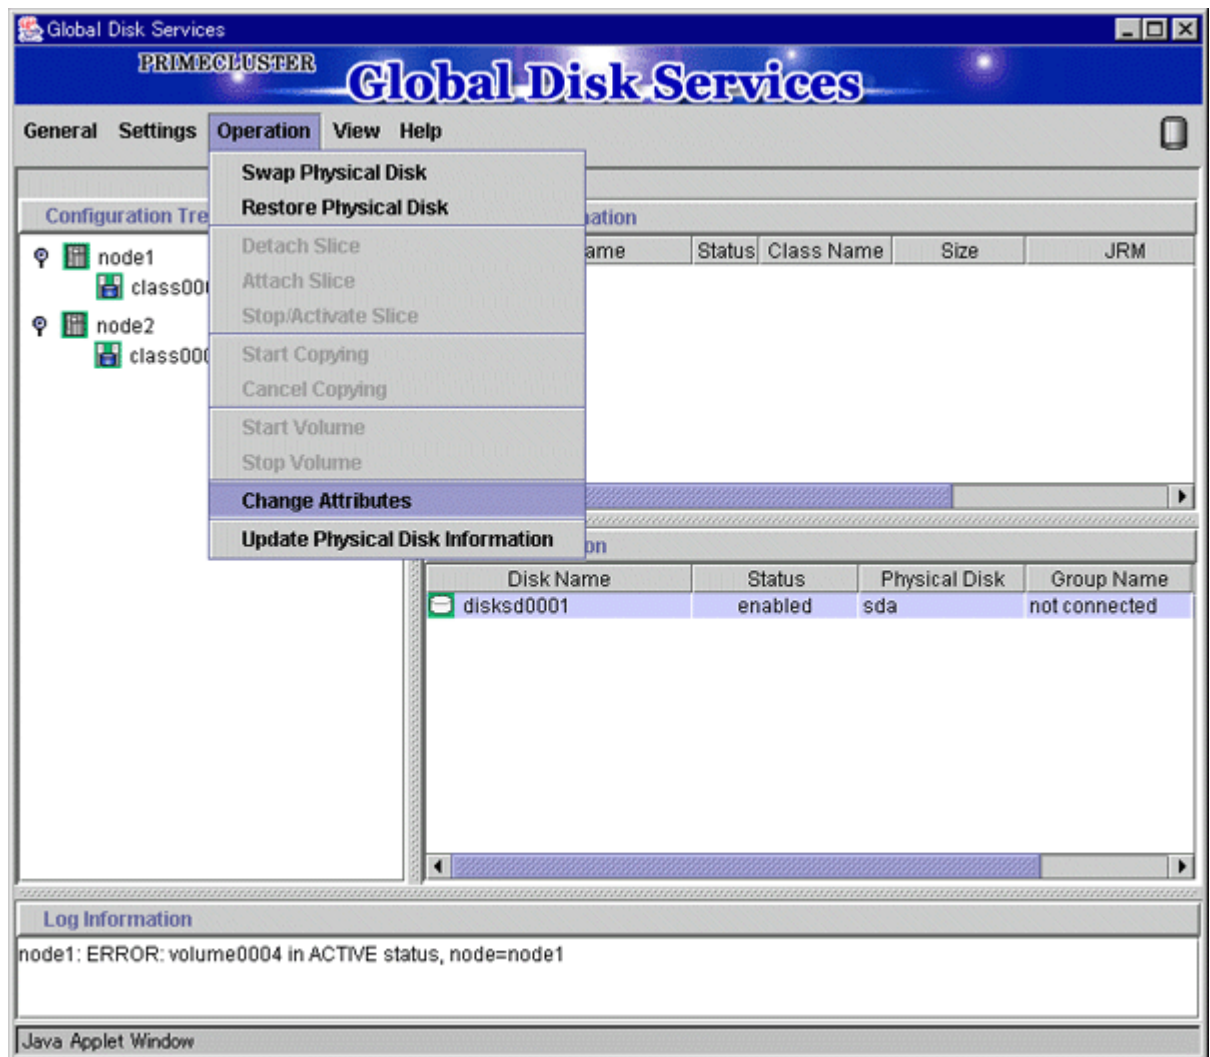 Global Disk Services
PRIMECLUSTER
Global Disk Services
General Settings Operation View Help
Swap Physical Disk
Restore Physical Disk
Detach Slice
Attach Slice
Stop/Activate Slice
Start Copying
Cancel Copying
Start Volume
Stop Volume
Change Attributes
Update Physical Disk Information
Configuration Tre
node1
class00
node2
class000
ation
ame Status Class Name Size JRM
on
Disk Name Status Physical Disk Group Name
disksd0001 enabled sda not connected
Log Information
node1: ERROR: volume0004 in ACTIVE status, node=node1
Java Applet Window